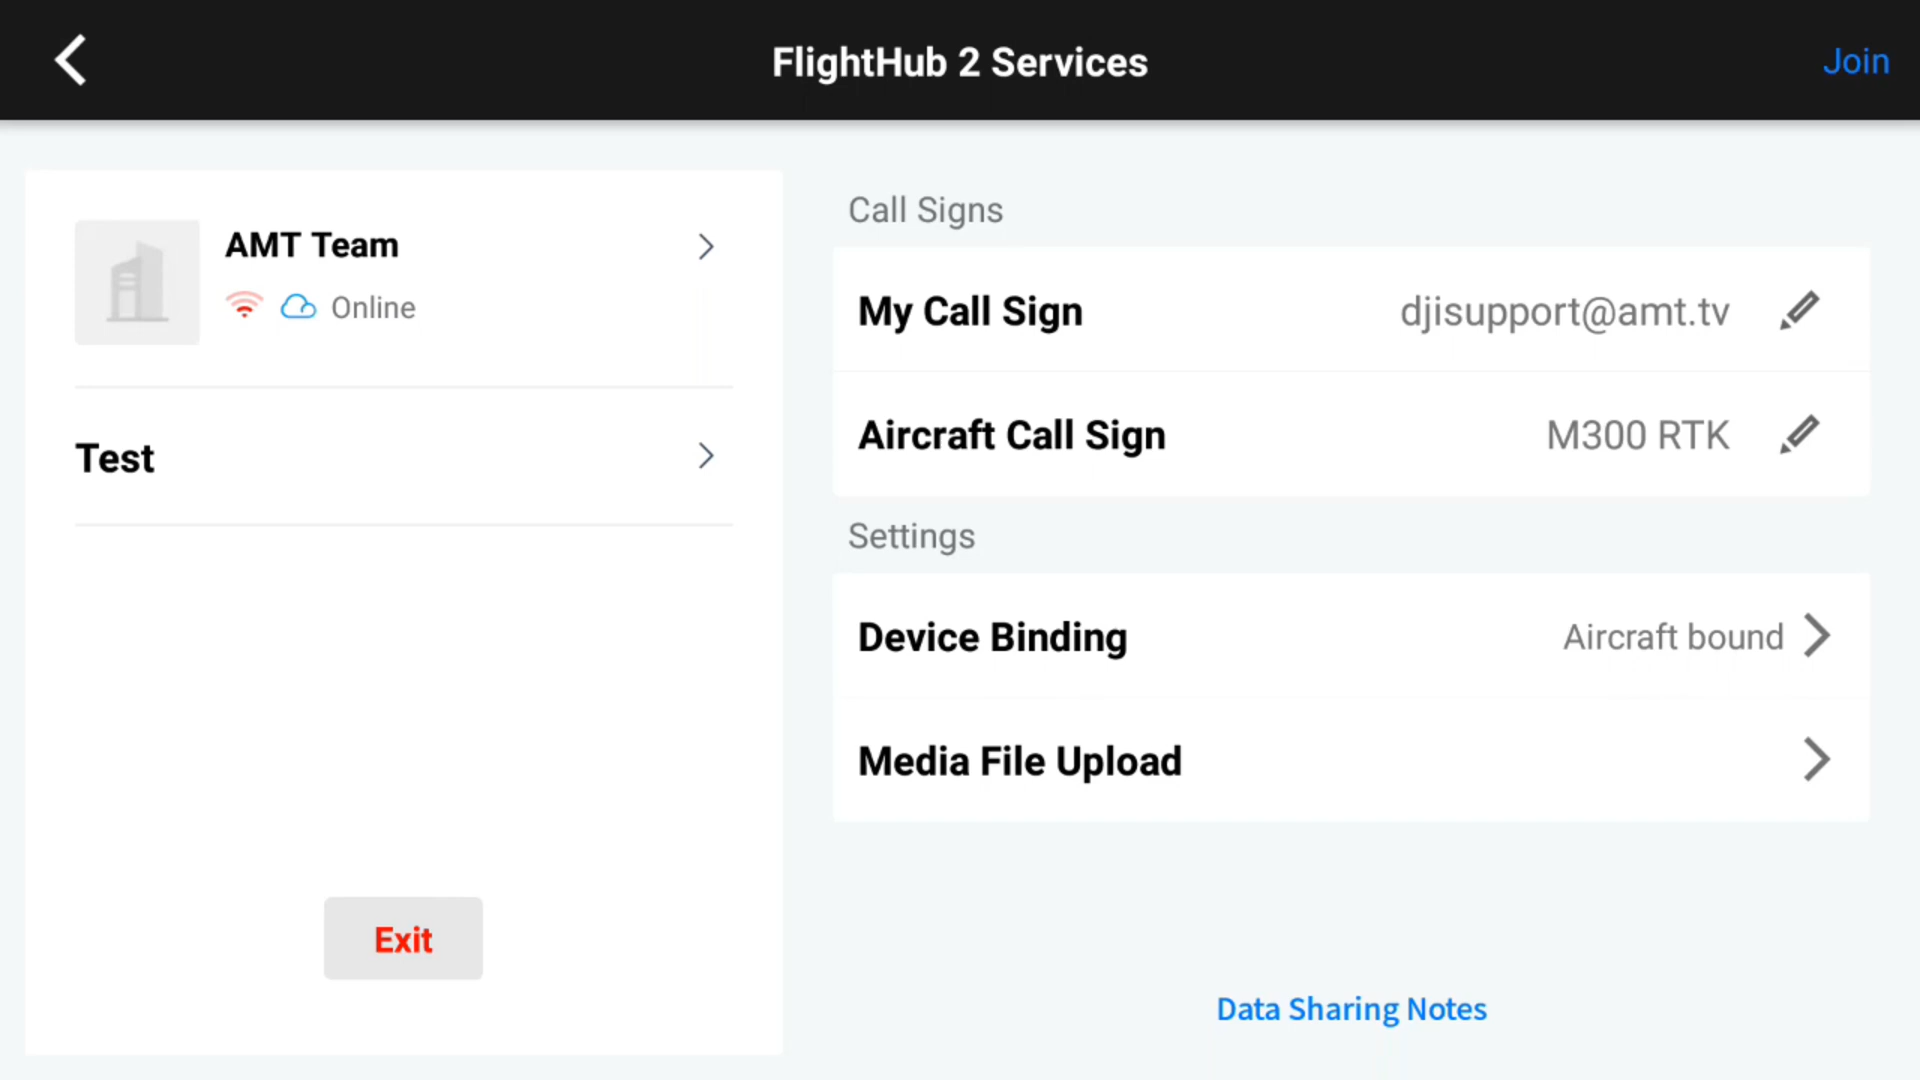 FlightHub 2 Services
Join
AMT Team
Online
Test
Exit
Call Signs
My Call Sign djisupport@amt.tv
Aircraft Call Sign M300 RTK
Settings
Device Binding Aircraft bound
Media File Upload
Data Sharing Notes